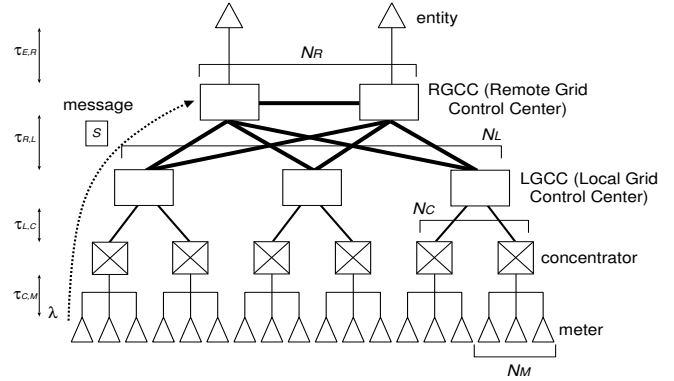 entity
τE,R
NR
RGCC (Remote Grid
Control Center)
message
S
τR,L
NL
LGCC (Local Grid
Control Center)
τL,C
NC
concentrator
τC,M
λ
meter
NM